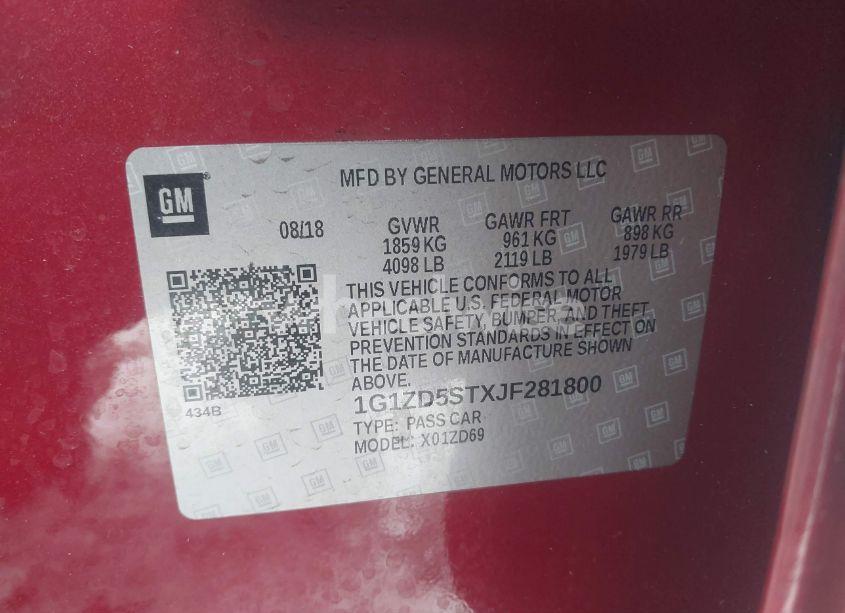 GM
MFD BY GENERAL MOTORS LLC
08/18 GVWR GAWR FRT GAWR RR
1859 KG 961 KG 898 KG
4098 LB 2119 LB 1979 LB
THIS VEHICLE CONFORMS TO ALL
APPLICABLE U.S. FEDERAL MOTOR
VEHICLE SAFETY, BUMPER, AND THEFT
PREVENTION STANDARDS IN EFFECT ON
THE DATE OF MANUFACTURE SHOWN
ABOVE.
434B
1G1ZD5STXJF281800
TYPE: PASS CAR
MODEL: X01ZD69